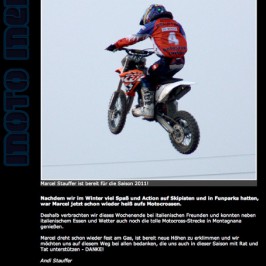 MOTO
4
Marcel Stauffer ist bereit für die Saison 2011!
Nachdem wir im Winter viel Spaß und Action auf Skipisten und in Funparks hatten,
war Marcel jetzt schon wieder heiß aufs Motocrossen.
Deshalb verbrachten wir dieses Wochenende bei italienischen Freunden und konnten neben
italienischem Essen und Wetter auch noch die tolle Motocross-Strecke in Montagnana
genießen.
Marcel dreht schon wieder fest am Gas, ist bereit neue Höhen zu erklimmen und wir
möchten uns auf diesem Weg bei allen bedanken, die uns auch in dieser Saison mit Rat und
Tat unterstützen - DANKE!
Andi Stauffer